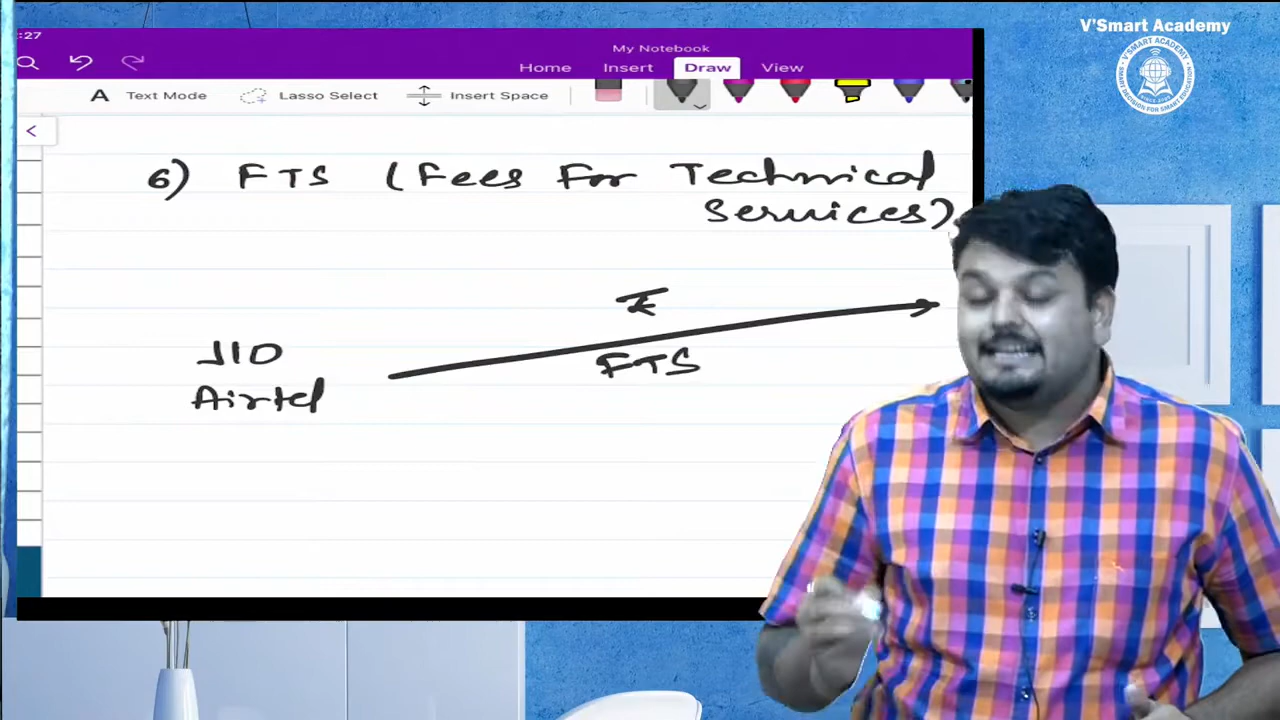 V'Smart Academy
:27
My Notebook
Home Insert Draw View
A Text Mode Lasso Select Insert Space
6) FTS (Fees For Technical
Services)
₹
FTS
JIO
Airtel